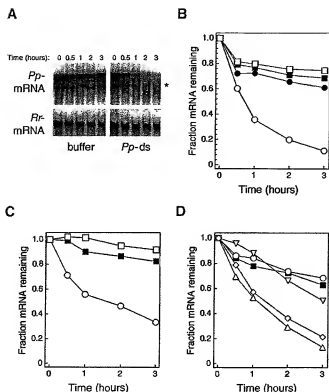 A
Time (hours): 0 0.5 1 2 3 0 0.5 1 2 3
Pp-
mRNA
*
Rr-
mRNA
buffer Pp-ds
B
Fraction mRNA remaining
1.0
0.8
0.6
0.4
0.2
0
0 1 2 3
Time (hours)
C
Fraction mRNA remaining
1.0
0.8
0.6
0.4
0.2
0 1 2 3
Time (hours)
D
Fraction mRNA remaining
1.0
0.8
0.6
0.4
0.2
0 1 2 3
Time (hours)